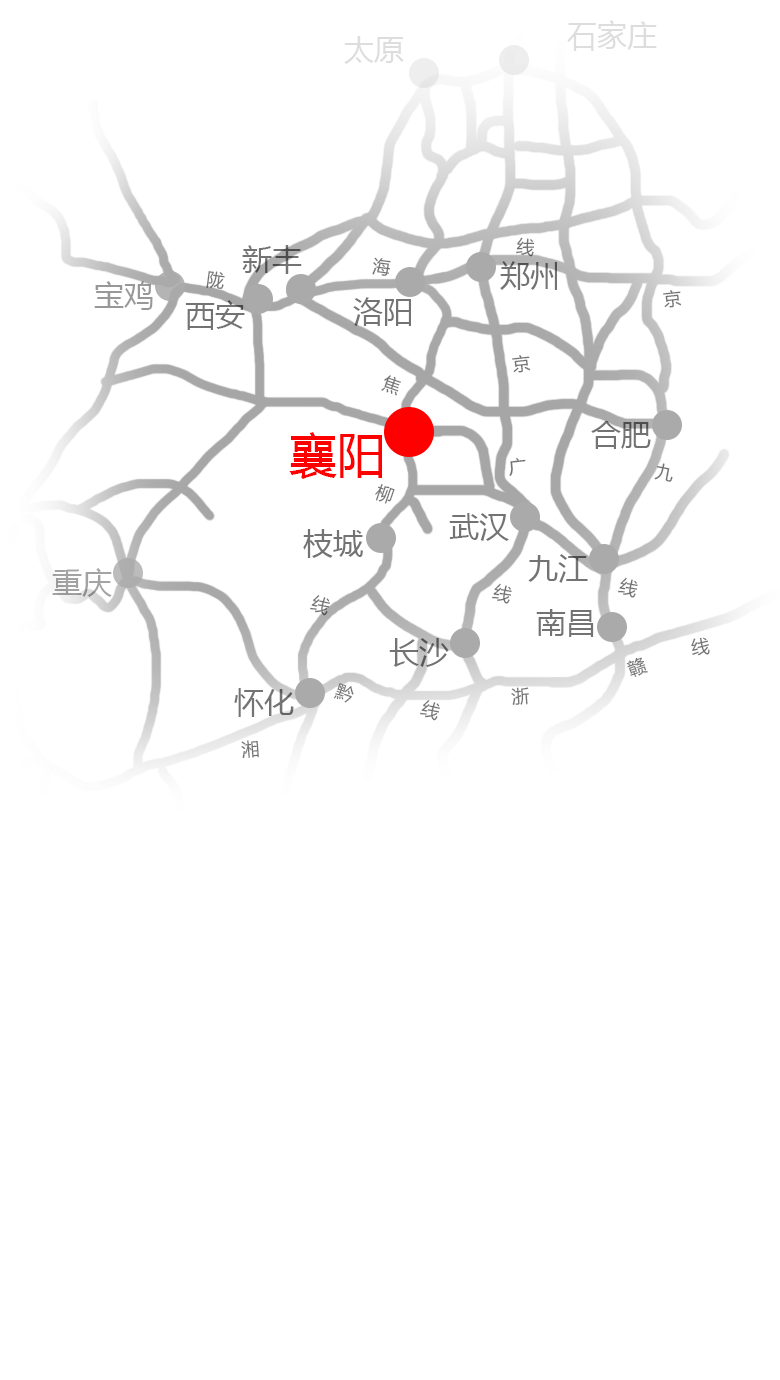 石家庄
太原
新丰
线
海
郑州
陇
宝鸡
京
西安
洛阳
京
焦
合肥
襄阳
广
九
柳
武汉
枝城
九江
重庆
线
线
线
南昌
线
长沙
赣
黔
浙
怀化
线
湘